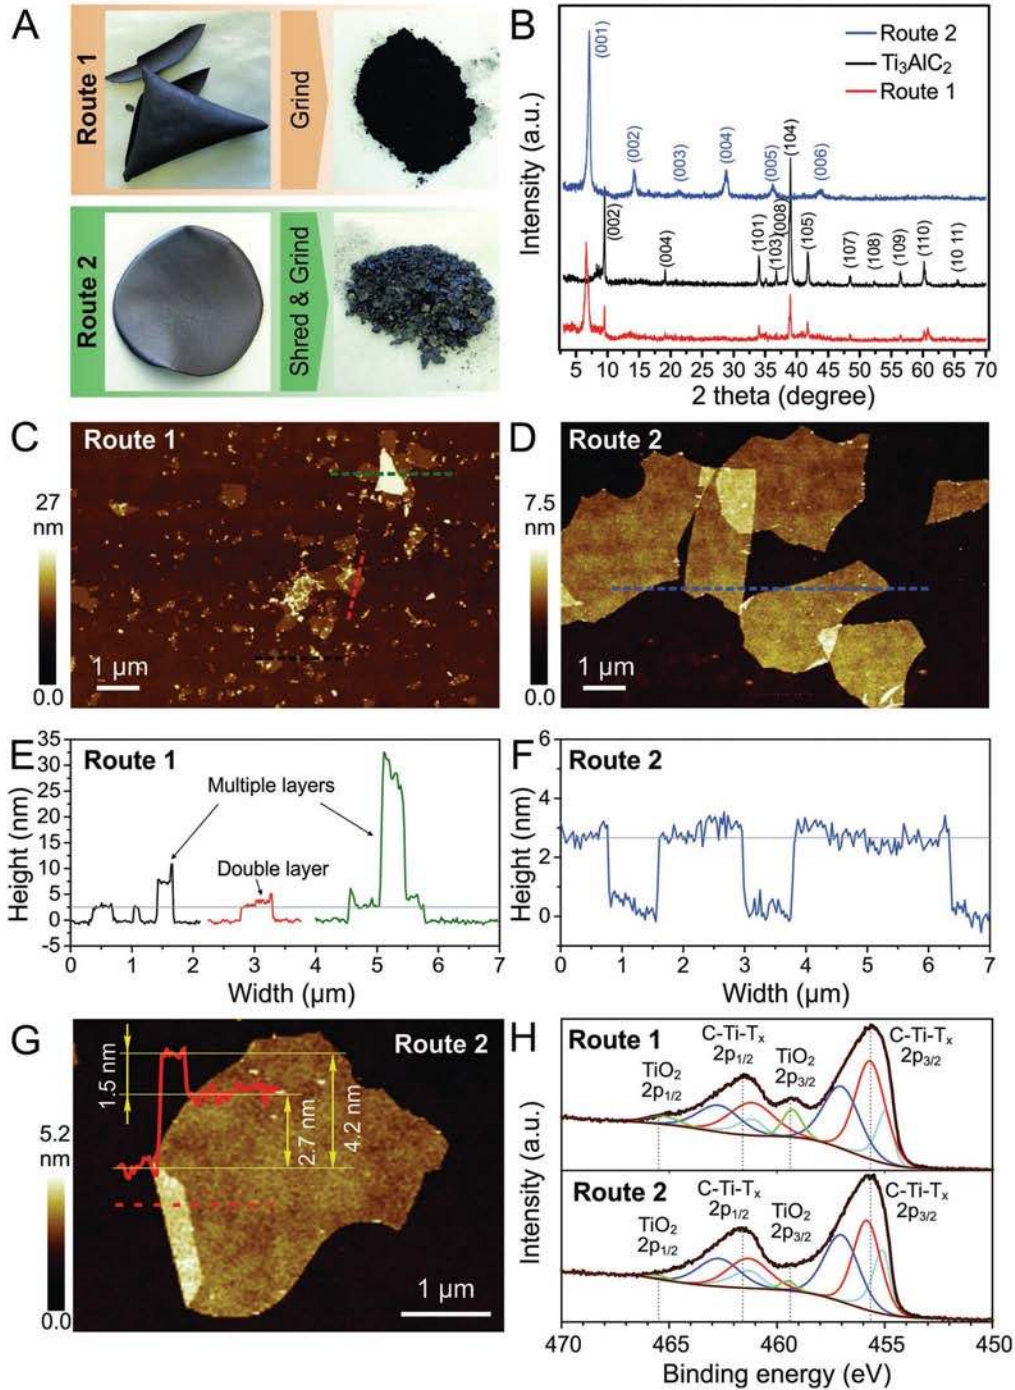 A
Route 1
Grind
Route 2
Shred & Grind
B
Route 2
Ti₃AlC₂
Route 1
(001)
(002)
(003)
(004)
(005)
(006)
(104)
(002)
(004)
(101)
(103)
(008)
(105)
(107)
(108)
(109)
(110)
(10 11)
Intensity (a.u.)
5 10 15 20 25 30 35 40 45 50 55 60 65 70
2 theta (degree)
C
Route 1
27
nm
0.0
1 μm
D
Route 2
7.5
nm
0.0
1 μm
E
Route 1
Multiple layers
Double layer
Height (nm)
35
30
25
20
15
10
5
0
-5
0 1 2 3 4 5 6 7
Width (μm)
F
Route 2
Height (nm)
6
4
2
0
0 1 2 3 4 5 6 7
Width (μm)
G
Route 2
1.5 nm
2.7 nm
4.2 nm
5.2
nm
0.0
1 μm
H
Route 1
TiO₂
2p₁/₂
C-Ti-Tₓ
2p₁/₂
TiO₂
2p₃/₂
C-Ti-Tₓ
2p₃/₂
Route 2
TiO₂
2p₁/₂
C-Ti-Tₓ
2p₁/₂
TiO₂
2p₃/₂
C-Ti-Tₓ
2p₃/₂
Intensity (a.u.)
470 465 460 455 450
Binding energy (eV)